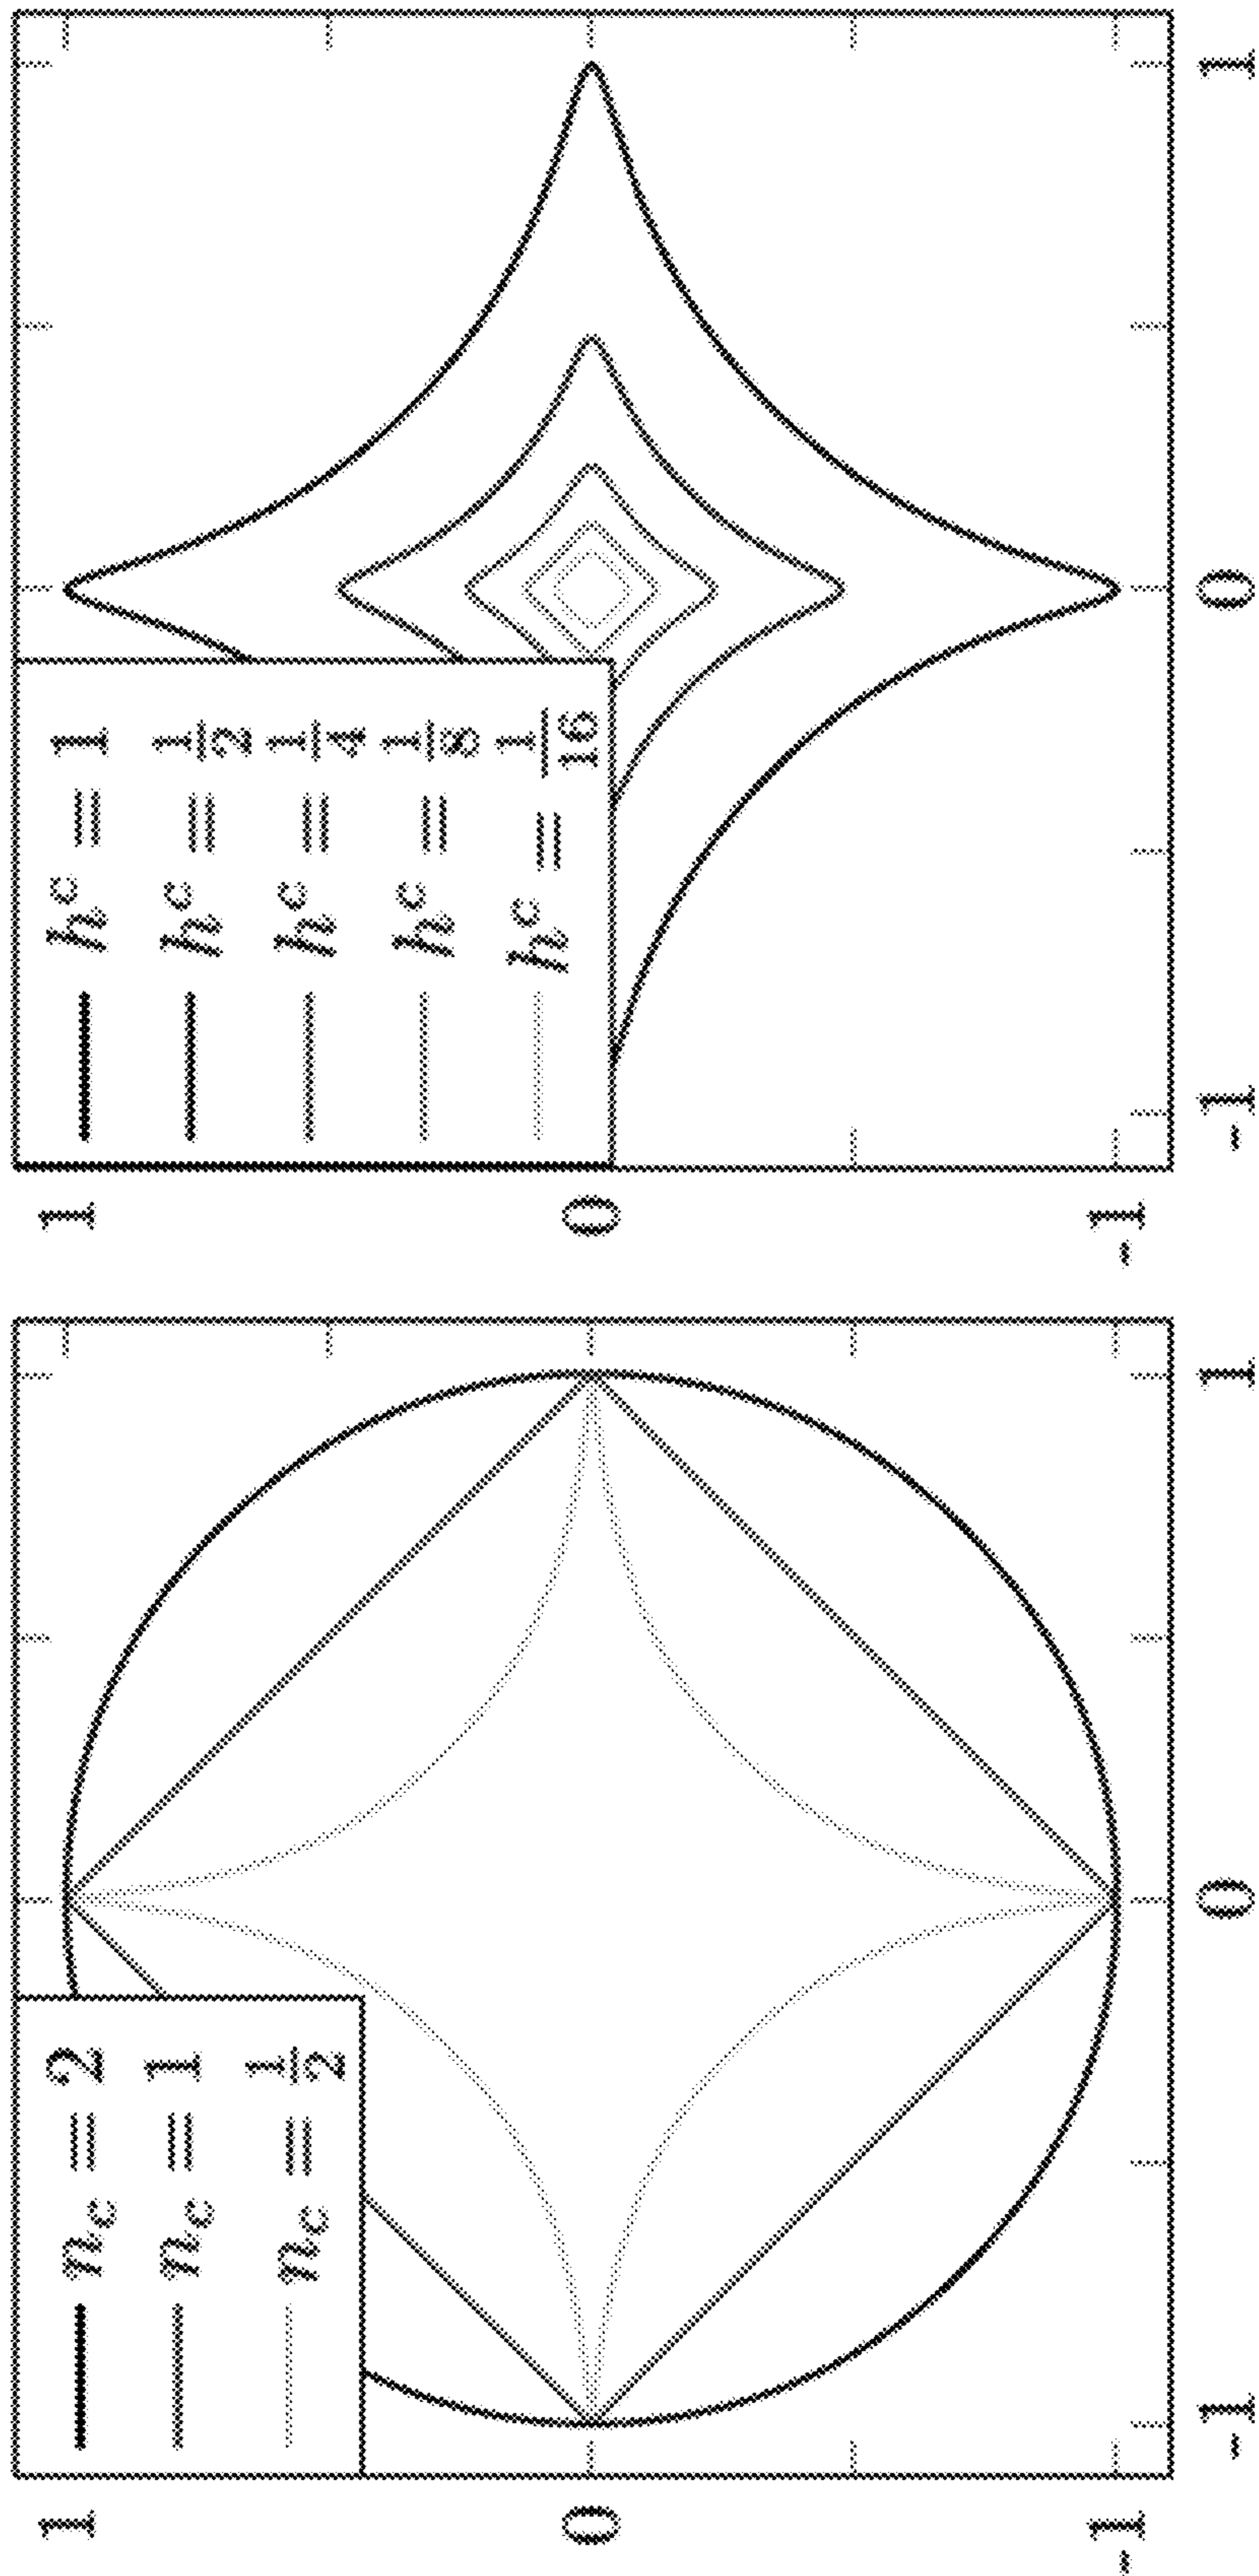 1
0
-1
n_c = 2
n_c = 1
n_c = 1/2
-1 0 1
1
0
-1
h^c = 1
h^c = 1/2
h^c = 1/4
h^c = 1/8
h^c = 1/16
-1 0 1